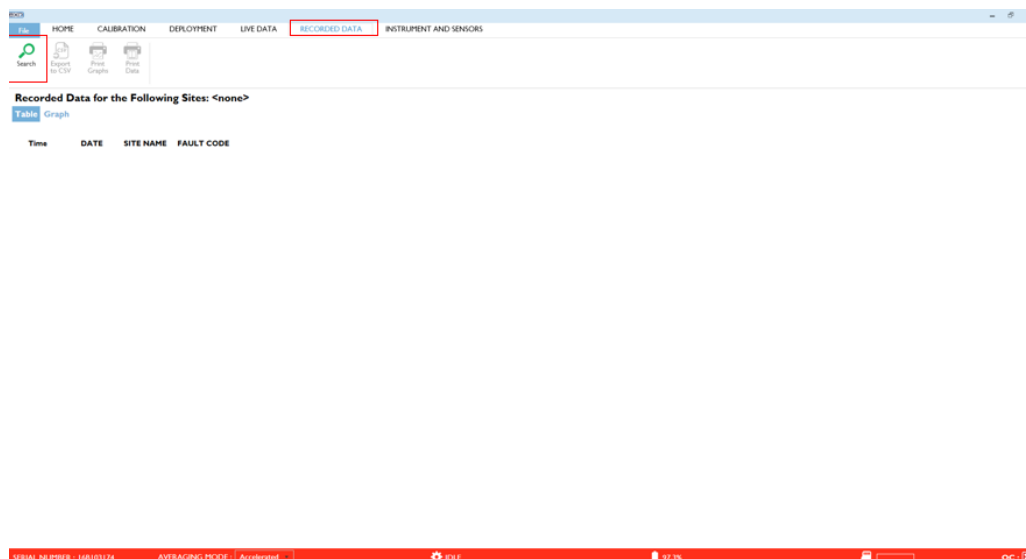 File HOME CALIBRATION DEPLOYMENT LIVE DATA RECORDED DATA INSTRUMENT AND SENSORS
Search Export to CSV Print Graphs Print Data
Recorded Data for the Following Sites: <none>
Table Graph
Time DATE SITE NAME FAULT CODE
SERIAL NUMBER : AVERAGING MODE : Accelerated IDLE 97.3%